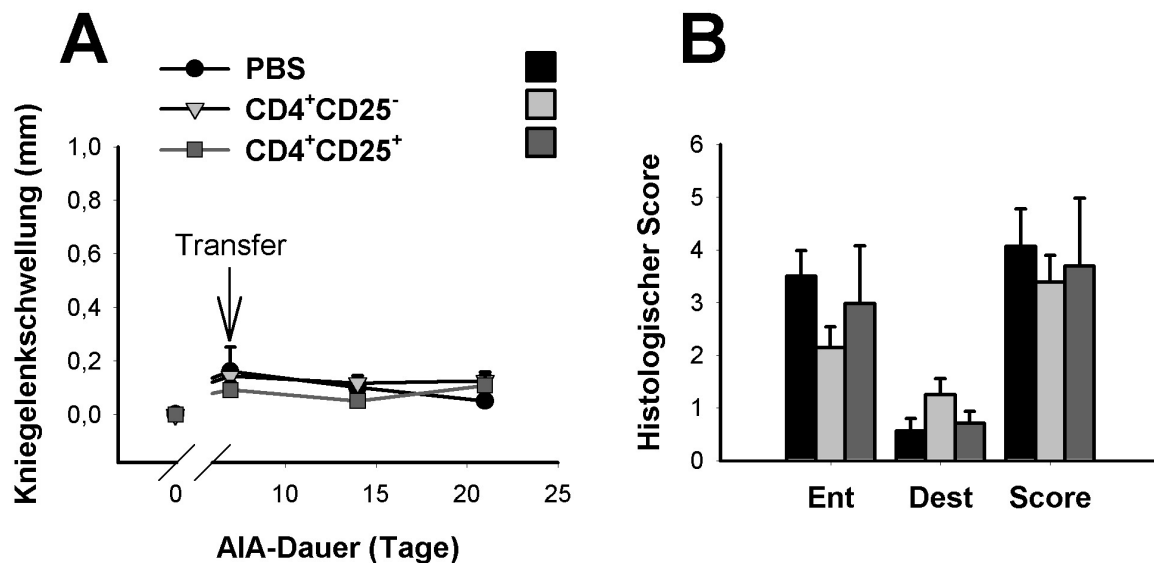 A
PBS
CD4⁺CD25⁻
CD4⁺CD25⁺
Kniegelenkschwellung (mm)
1,0
0,8
0,6
0,4
0,2
0,0
Transfer
0 10 15 20 25
AIA-Dauer (Tage)
B
Histologischer Score
6
5
4
3
2
1
0
Ent Dest Score